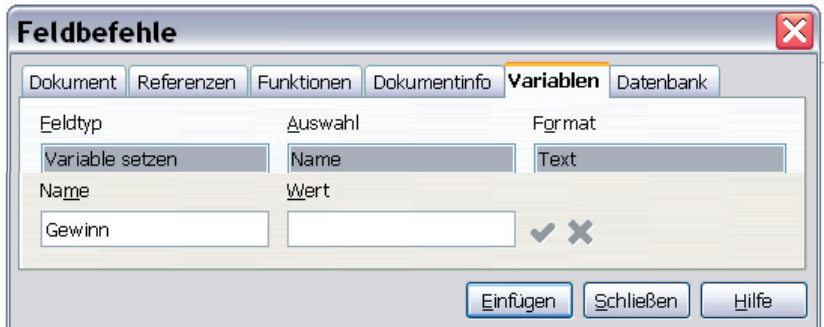 Feldbefehle
Dokument Referenzen Funktionen Dokumentinfo Variablen Datenbank
Feldtyp Auswahl Format
Variable setzen Name Text
Name Wert
Gewinn
Einfügen Schließen Hilfe